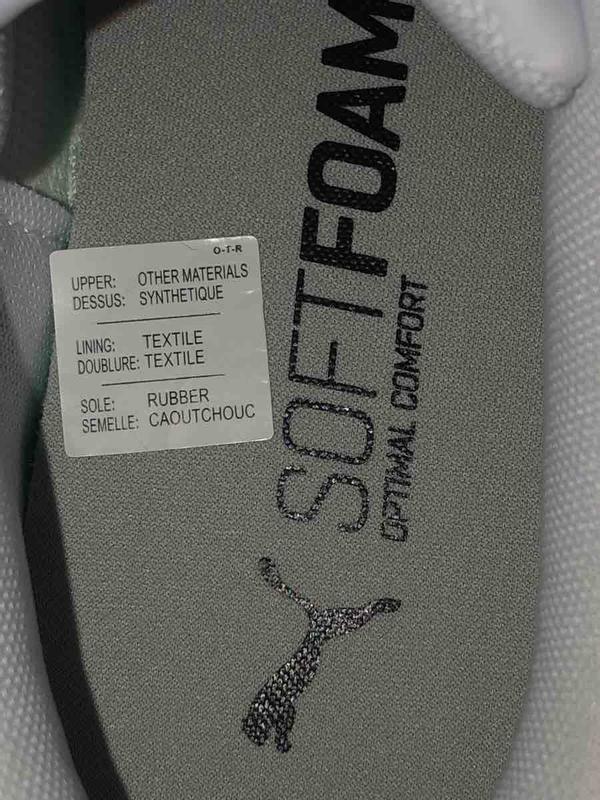 O-T-R
UPPER: OTHER MATERIALS
DESSUS: SYNTHETIQUE
LINING: TEXTILE
DOUBLURE: TEXTILE
SOLE: RUBBER
SEMELLE: CAOUTCHOUC
SOFTFOAM
OPTIMAL COMFORT